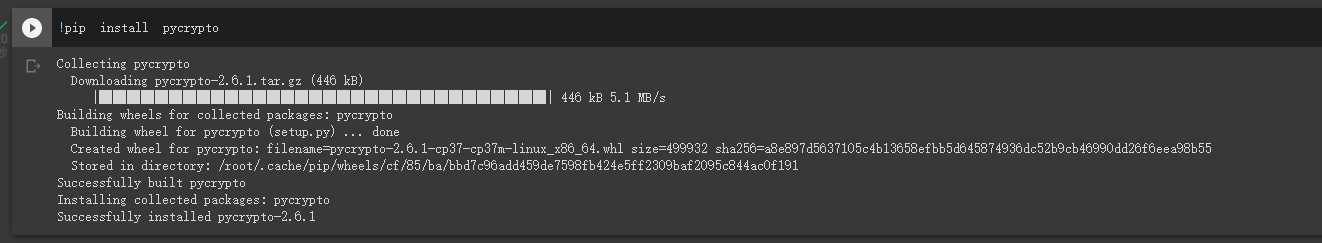 !pip install pycrypto
Collecting pycrypto
Downloading pycrypto-2.6.1.tar.gz (446 kB)
|████████████████████████████████| 446 kB 5.1 MB/s
Building wheels for collected packages: pycrypto
Building wheel for pycrypto (setup.py) ... done
Created wheel for pycrypto: filename=pycrypto-2.6.1-cp37-cp37m-linux_x86_64.whl size=499932 sha256=a8e897d5637105c4b13658efbb5d645874936dc52b9cb46990dd26f6eea98b55
Stored in directory: /root/.cache/pip/wheels/cf/85/ba/bbd7c96add459de7598fb424e5ff2309baf2095c844ac0f191
Successfully built pycrypto
Installing collected packages: pycrypto
Successfully installed pycrypto-2.6.1